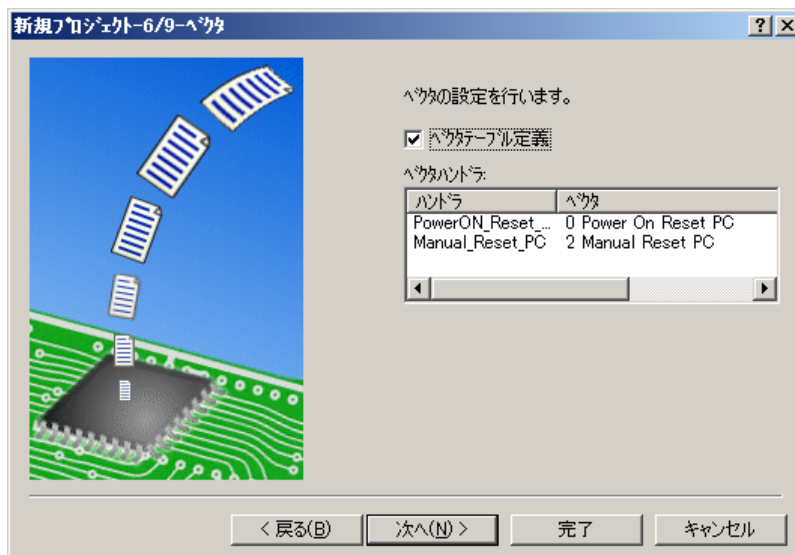 新規ﾌﾟﾛｼﾞｪｸﾄ-6/9-ﾍﾞｸﾀ
ﾍﾞｸﾀの設定を行います。
ﾍﾞｸﾀﾃｰﾌﾞﾙ定義
ﾍﾞｸﾀﾊﾝﾄﾞﾗ:
ﾊﾝﾄﾞﾗ ﾍﾞｸﾀ
PowerON_Reset_... 0 Power On Reset PC
Manual_Reset_PC 2 Manual Reset PC
< 戻る(B) 次へ(N) > 完了 ｷｬﾝｾﾙ